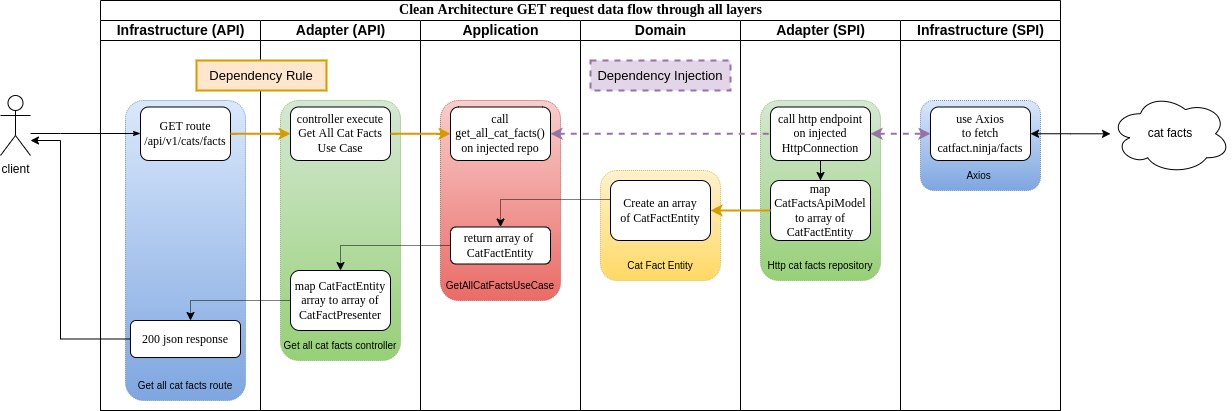 Clean Architecture GET request data flow through all layers
Infrastructure (API)
Adapter (API)
Application
Domain
Adapter (SPI)
Infrastructure (SPI)
Dependency Rule
Dependency Injection
client
GET route
/api/v1/cats/facts
controller execute
Get All Cat Facts
Use Case
call
get_all_cat_facts()
on injected repo
call http endpoint
on injected
HttpConnection
use Axios
to fetch
catfact.ninja/facts
Axios
cat facts
map
CatFactsApiModel
to array of
CatFactEntity
Http cat facts repository
Create an array
of CatFactEntity
Cat Fact Entity
return array of
CatFactEntity
GetAllCatFactsUseCase
map CatFactEntity
array to array of
CatFactPresenter
Get all cat facts controller
200 json response
Get all cat facts route